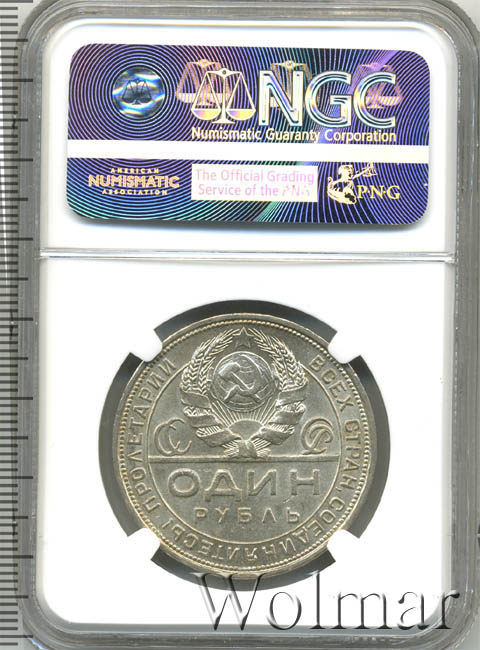 NGC
Numismatic Guaranty Corporation
AMERICAN
NUMISMATIC
ASSOCIATION
The Official Grading
Service of the PNG
P·N·G
ПРОЛЕТАРИИ ВСЕХ СТРАН, СОЕДИНЯЙТЕСЬ
ОДИН
РУБЛЬ
Wolmar